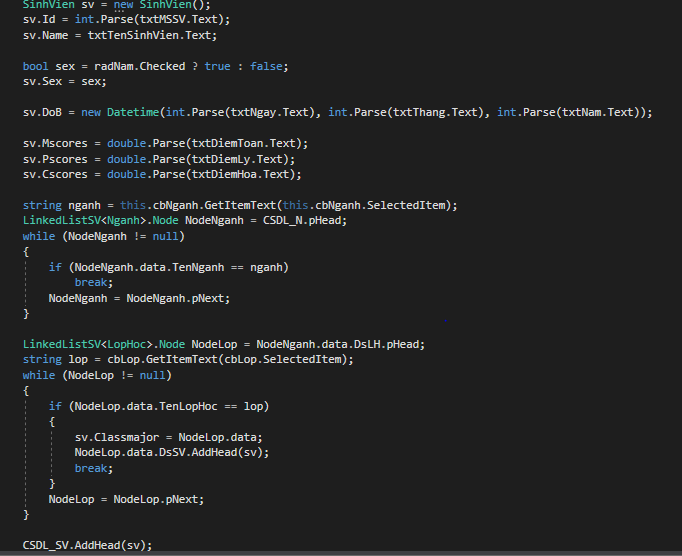 SinhVien sv = new SinhVien();
sv.Id = int.Parse(txtMSSV.Text);
sv.Name = txtTenSinhVien.Text;
bool sex = radNam.Checked ? true : false;
sv.Sex = sex;
sv.DoB = new Datetime(int.Parse(txtNgay.Text), int.Parse(txtThang.Text), int.Parse(txtNam.Text));
sv.Mscores = double.Parse(txtDiemToan.Text);
sv.Pscores = double.Parse(txtDiemLy.Text);
sv.Cscores = double.Parse(txtDiemHoa.Text);
string nganh = this.cbNganh.GetItemText(this.cbNganh.SelectedItem);
LinkedListSV<Nganh>.Node NodeNganh = CSDL_N.pHead;
while (NodeNganh != null)
{
if (NodeNganh.data.TenNganh == nganh)
break;
NodeNganh = NodeNganh.pNext;
}
LinkedListSV<LopHoc>.Node NodeLop = NodeNganh.data.DsLH.pHead;
string lop = cbLop.GetItemText(cbLop.SelectedItem);
while (NodeLop != null)
{
if (NodeLop.data.TenLopHoc == lop)
{
sv.Classmajor = NodeLop.data;
NodeLop.data.DsSV.AddHead(sv);
break;
}
NodeLop = NodeLop.pNext;
}
CSDL_SV.AddHead(sv);